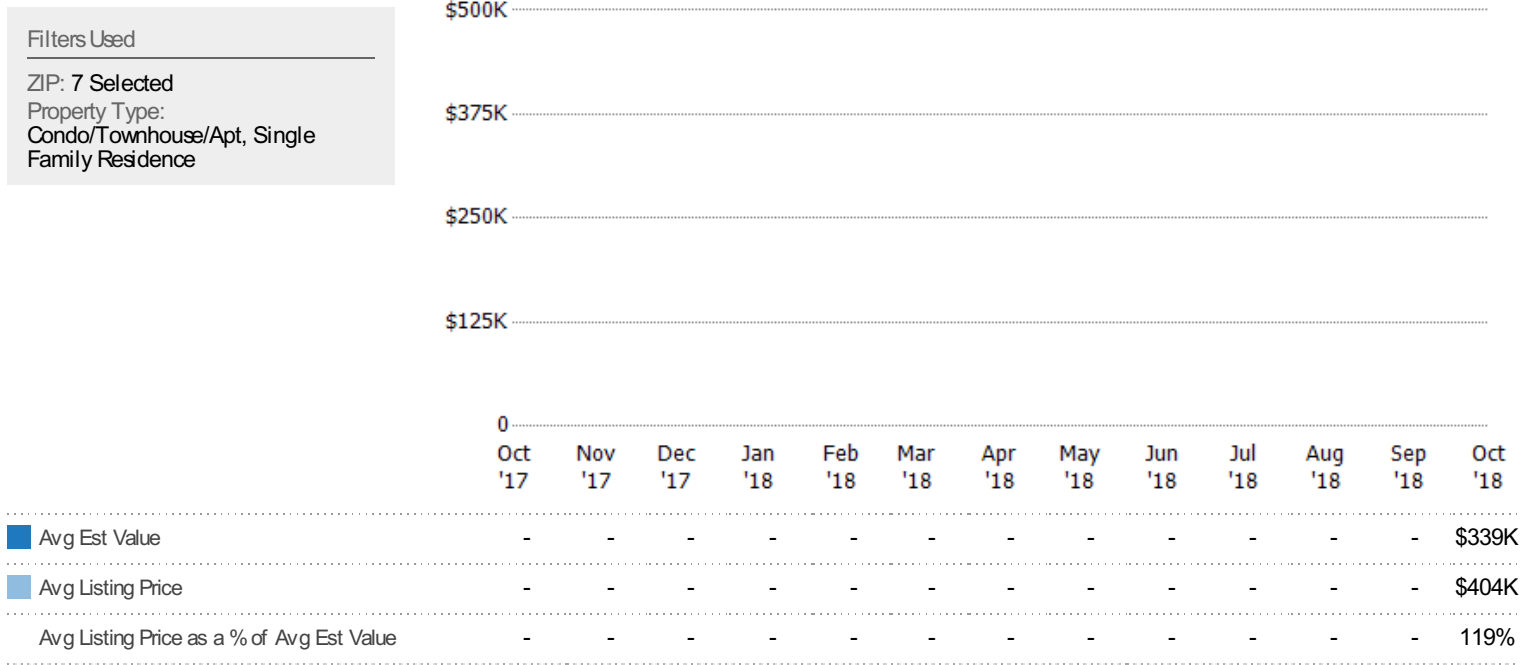 Filters Used
ZIP: 7 Selected
Property Type:
Condo/Townhouse/Apt, Single
Family Residence
$500K
$375K
$250K
$125K
0
Oct Nov Dec Jan Feb Mar Apr May Jun Jul Aug Sep Oct
'17 '17 '17 '18 '18 '18 '18 '18 '18 '18 '18 '18 '18
Avg Est Value - - - - - - - - - - - - $339K
Avg Listing Price - - - - - - - - - - - - $404K
Avg Listing Price as a % of Avg Est Value - - - - - - - - - - - - 119%